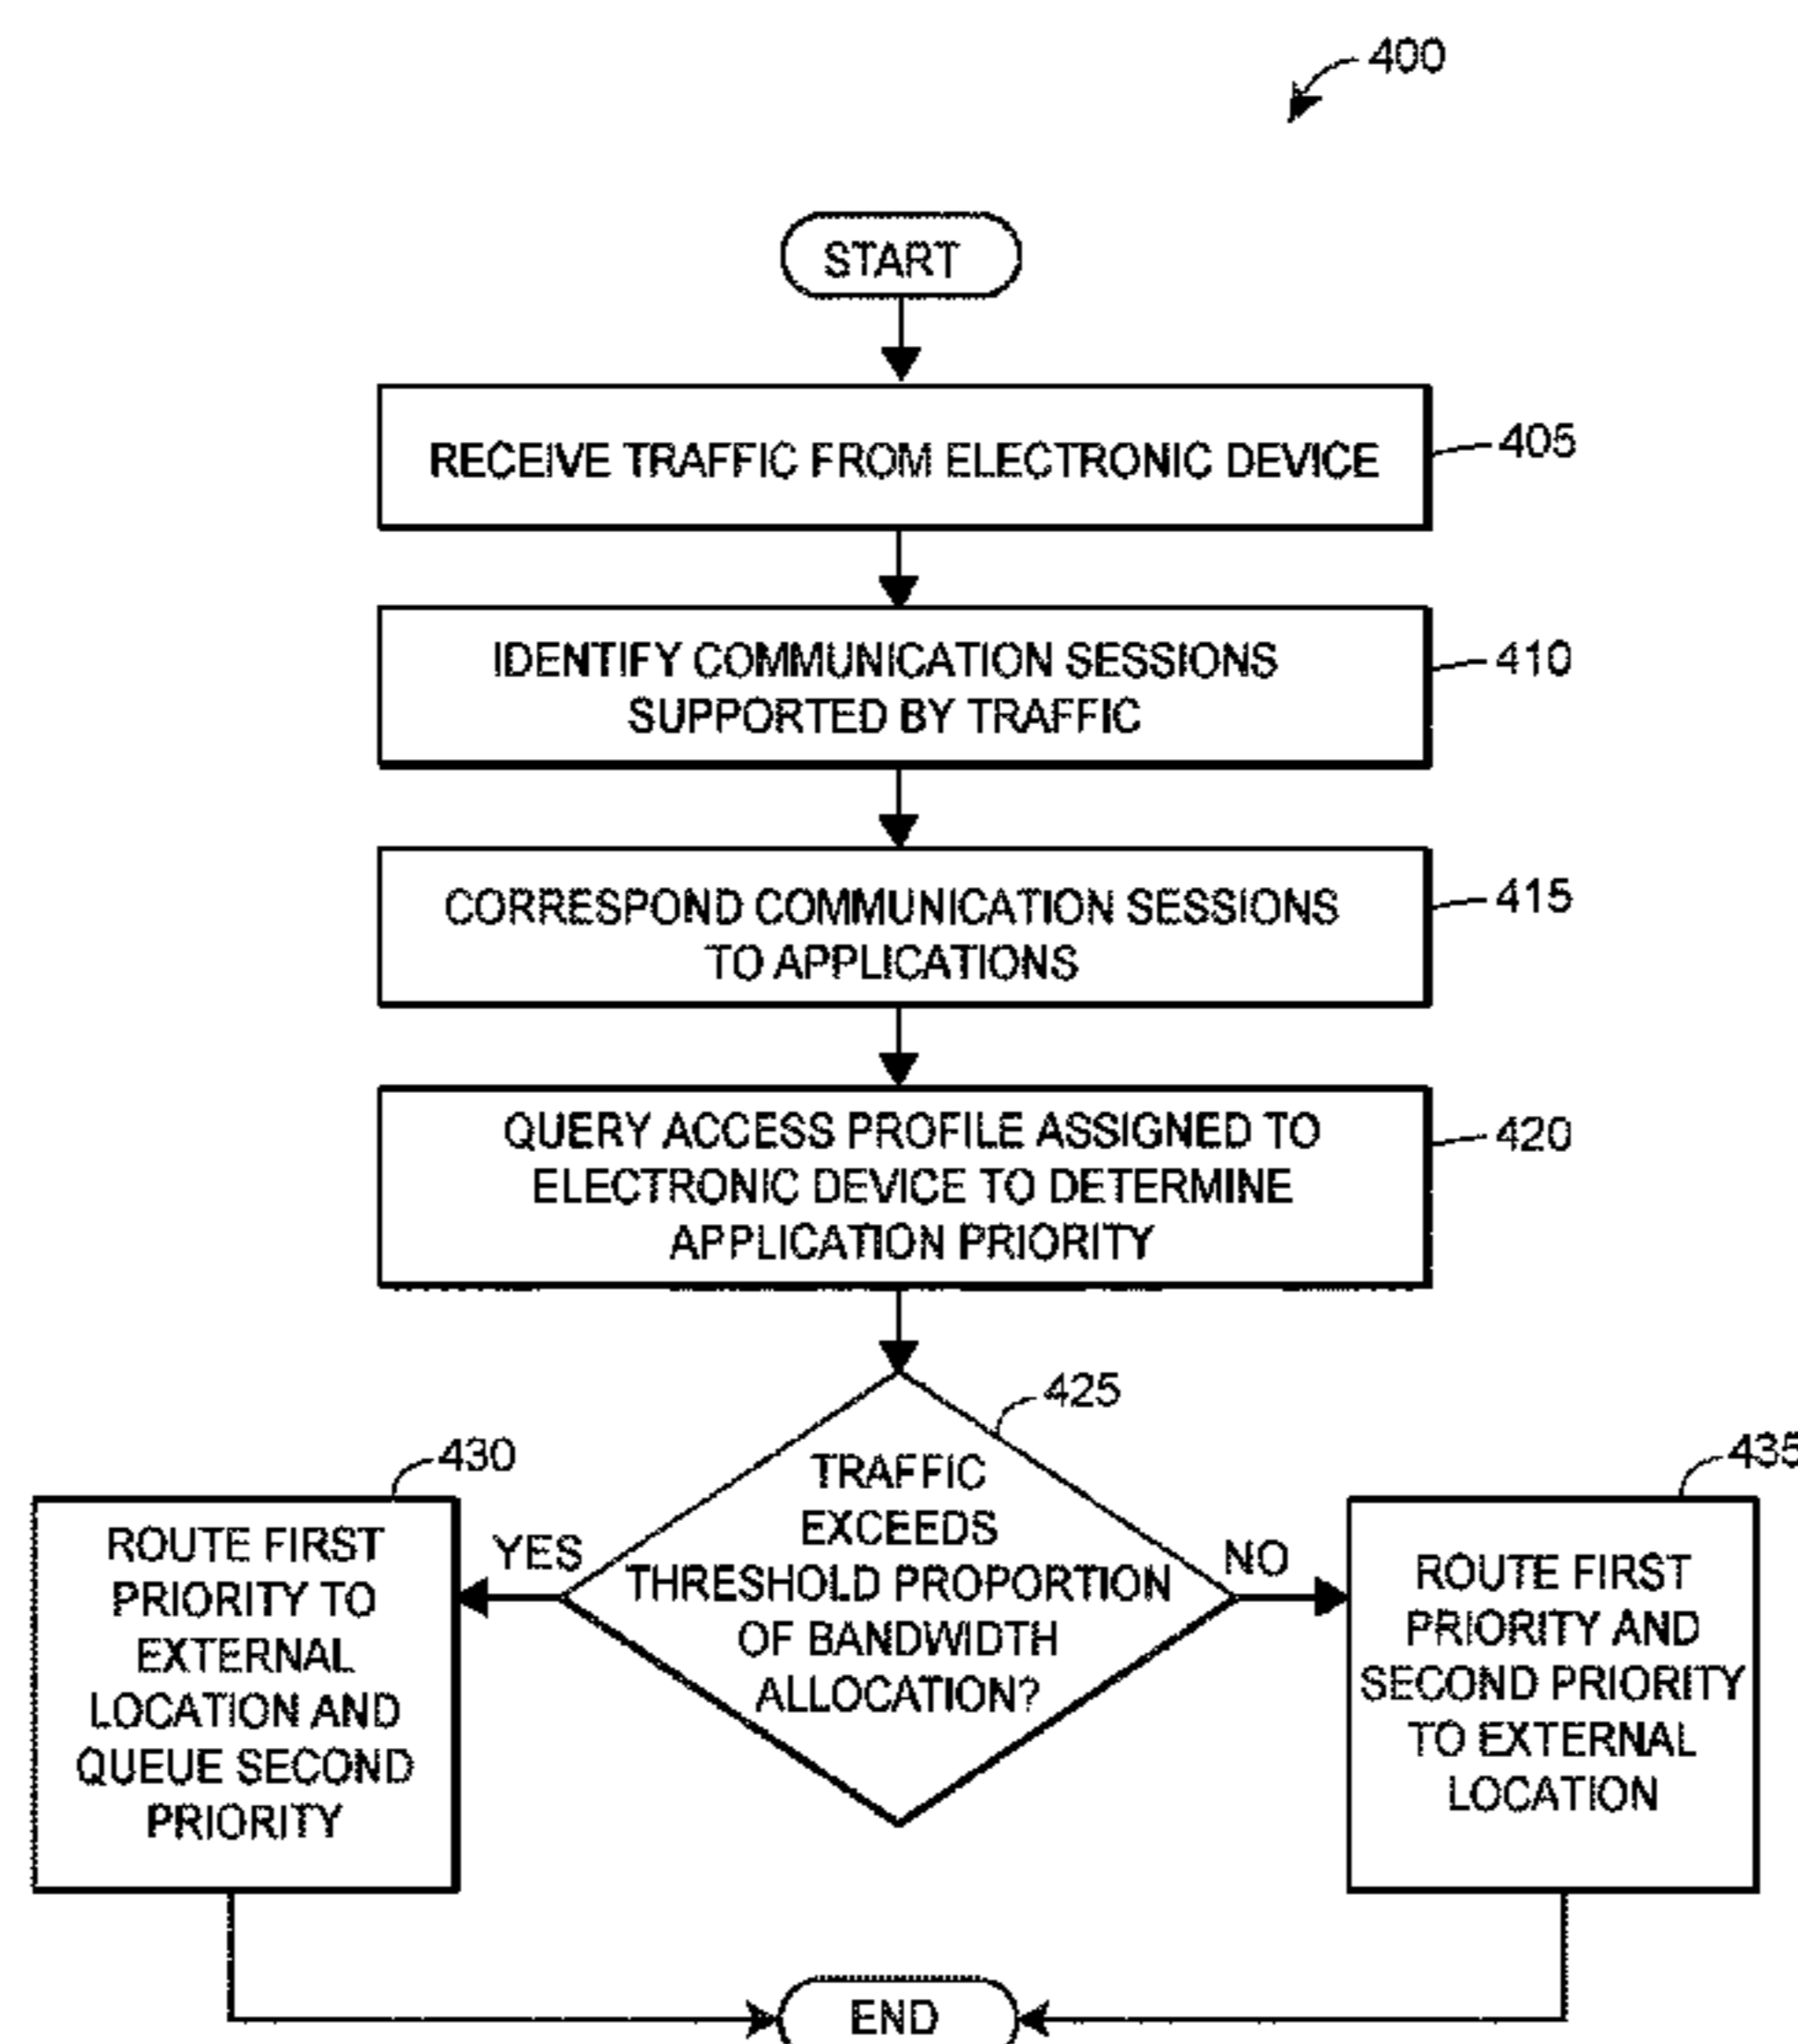 400
START
RECEIVE TRAFFIC FROM ELECTRONIC DEVICE
405
IDENTIFY COMMUNICATION SESSIONS
SUPPORTED BY TRAFFIC
410
CORRESPOND COMMUNICATION SESSIONS
TO APPLICATIONS
415
QUERY ACCESS PROFILE ASSIGNED TO
ELECTRONIC DEVICE TO DETERMINE
APPLICATION PRIORITY
420
425
TRAFFIC
EXCEEDS
THRESHOLD PROPORTION
OF BANDWIDTH
ALLOCATION?
YES
NO
430
ROUTE FIRST
PRIORITY TO
EXTERNAL
LOCATION AND
QUEUE SECOND
PRIORITY
435
ROUTE FIRST
PRIORITY AND
SECOND PRIORITY
TO EXTERNAL
LOCATION
END